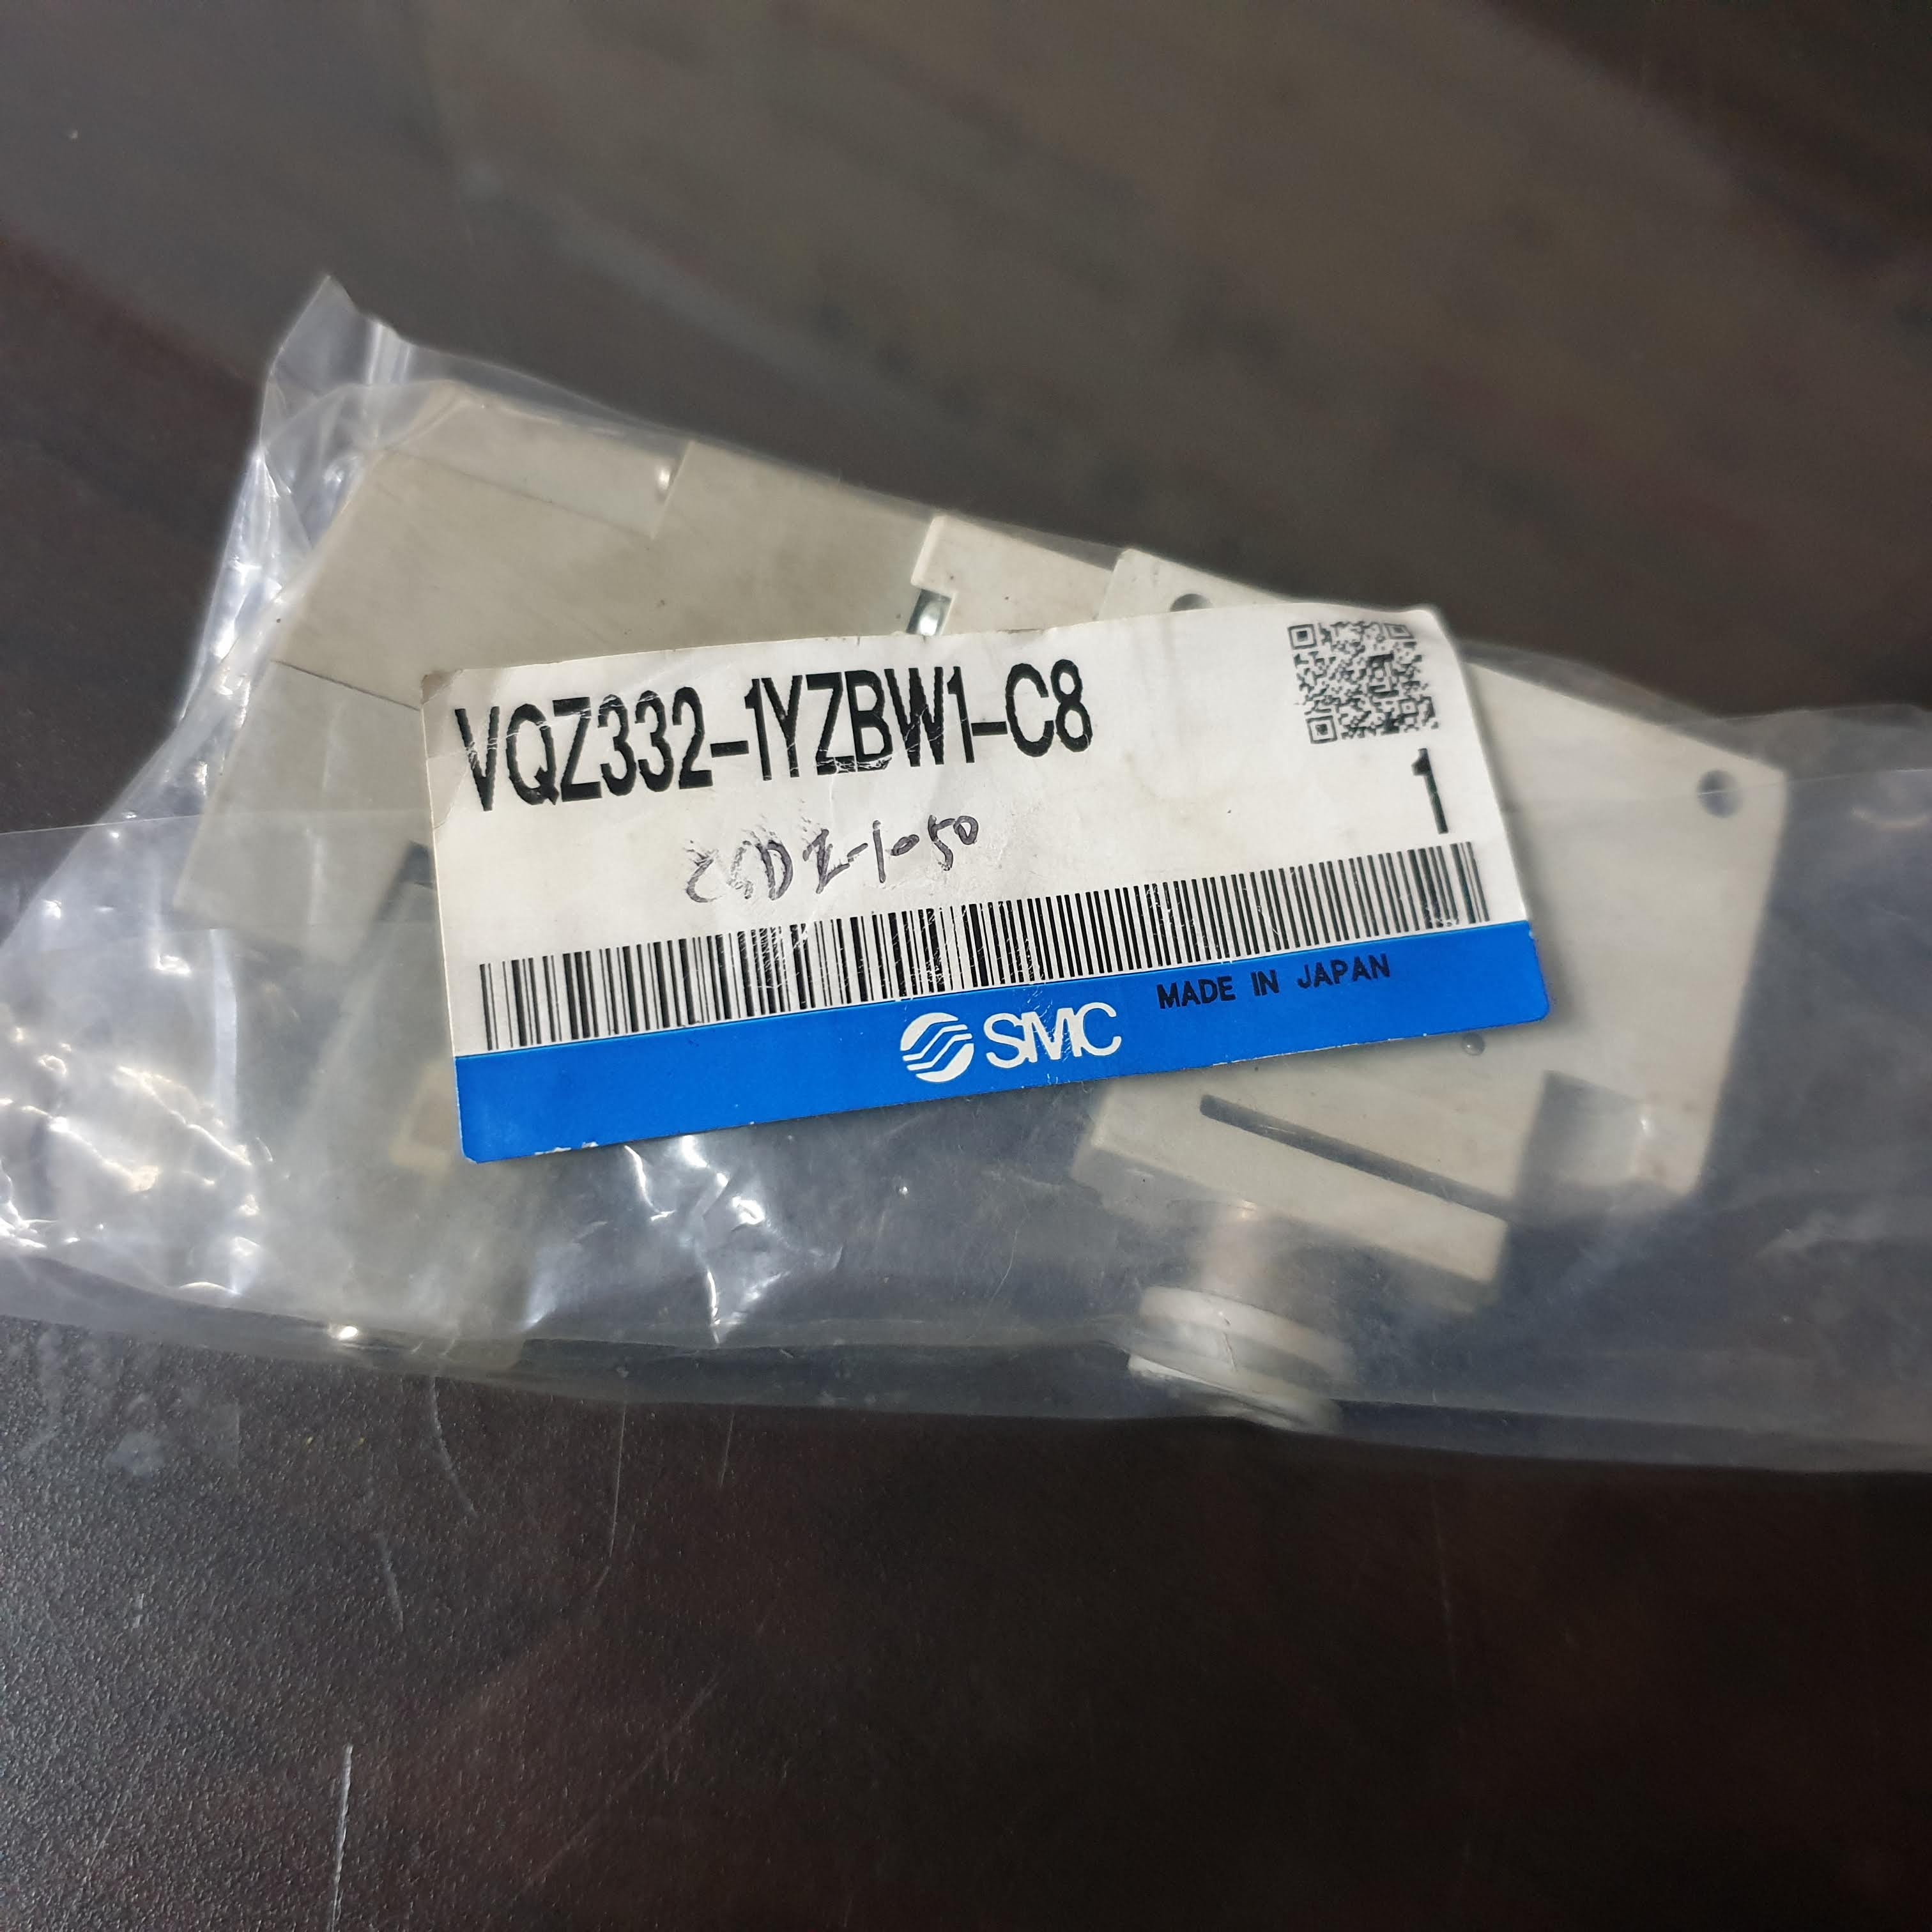 VQZ332-1YZBW1-C8
1
MADE IN JAPAN
SMC